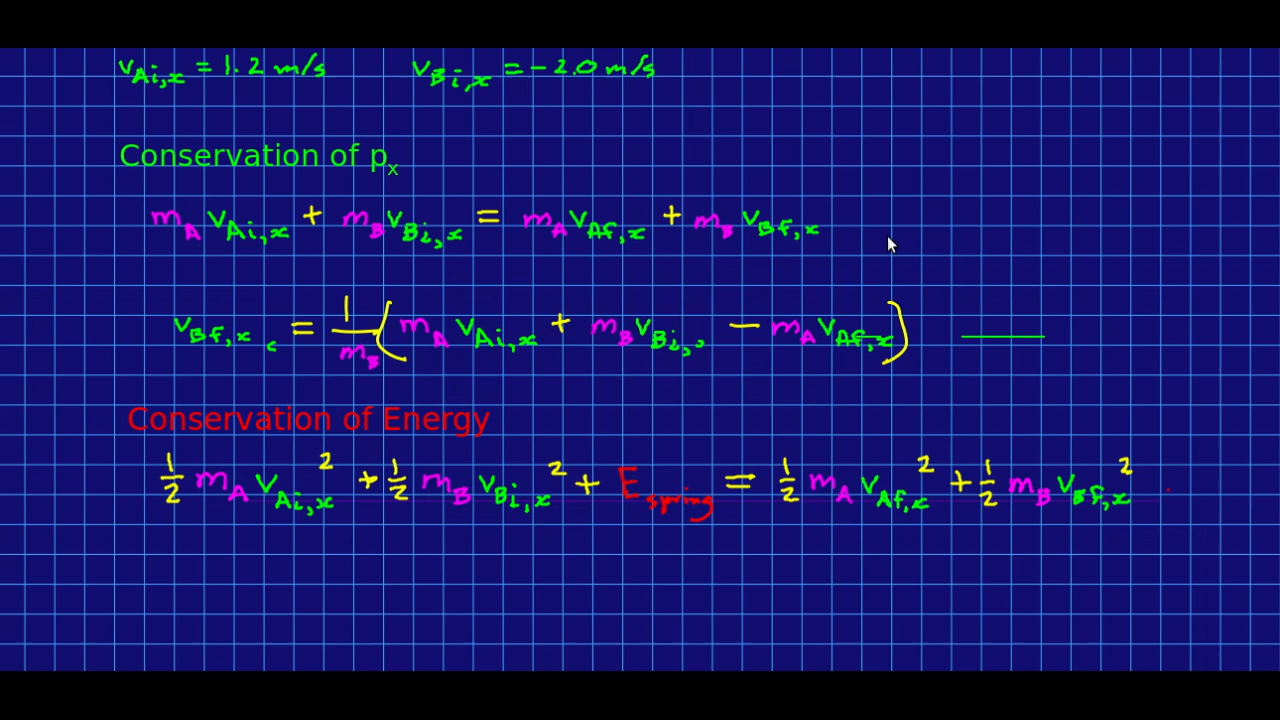 v_Ai,x = 1.2 m/s v_Bi,x = -2.0 m/s
Conservation of p_x
m_A v_Ai,x + m_B v_Bi,x = m_A v_Af,x + m_B v_Bf,x
v_Bf,x = 1/m_B ( m_A v_Ai,x + m_B v_Bi, - m_A v_Af,x )
Conservation of Energy
1/2 m_A v_Ai,x^2 + 1/2 m_B v_Bi,x^2 + E_spring = 1/2 m_A v_Af,x^2 + 1/2 m_B v_Bf,x^2